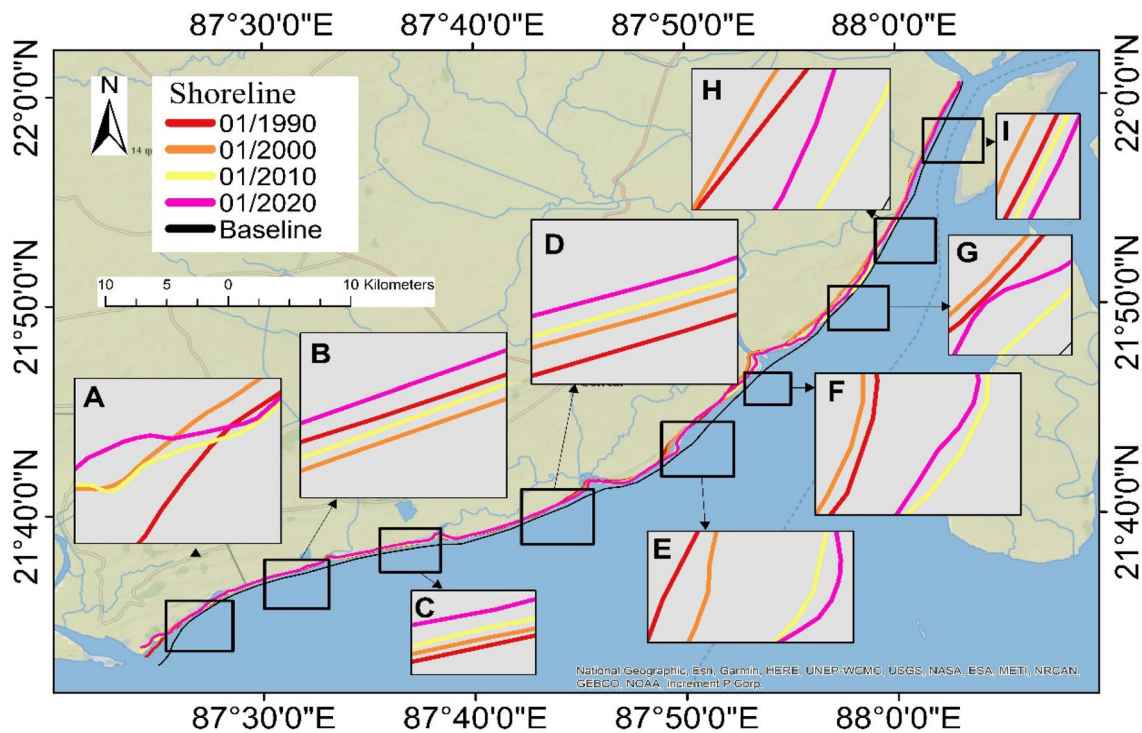 87°30'0"E 87°40'0"E 87°50'0"E 88°0'0"E
22°0'0"N
21°50'0"N
21°40'0"N
22°0'0"N
21°50'0"N
21°40'0"N
N
Shoreline
01/1990
01/2000
01/2010
01/2020
Baseline
10 5 0 10 Kilometers
A
B
C
D
E
F
G
H
I
National Geographic, Esri, Garmin, HERE, UNEP-WCMC, USGS, NASA, ESA, METI, NRCAN,
GEBCO, NOAA, increment P Corp.
87°30'0"E 87°40'0"E 87°50'0"E 88°0'0"E